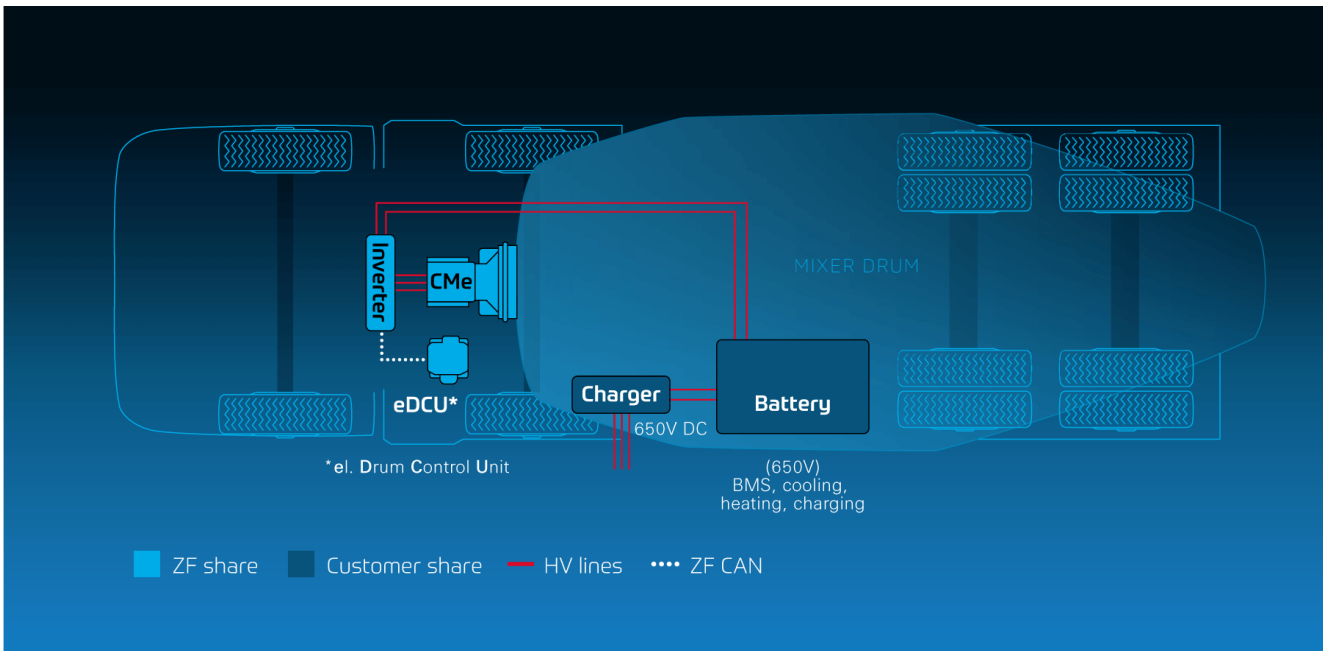 MIXER DRUM
Inverter
CMe
eDCU*
Charger
650V DC
Battery
*el. Drum Control Unit
(650V)
BMS, cooling,
heating, charging
ZF share
Customer share
HV lines
ZF CAN